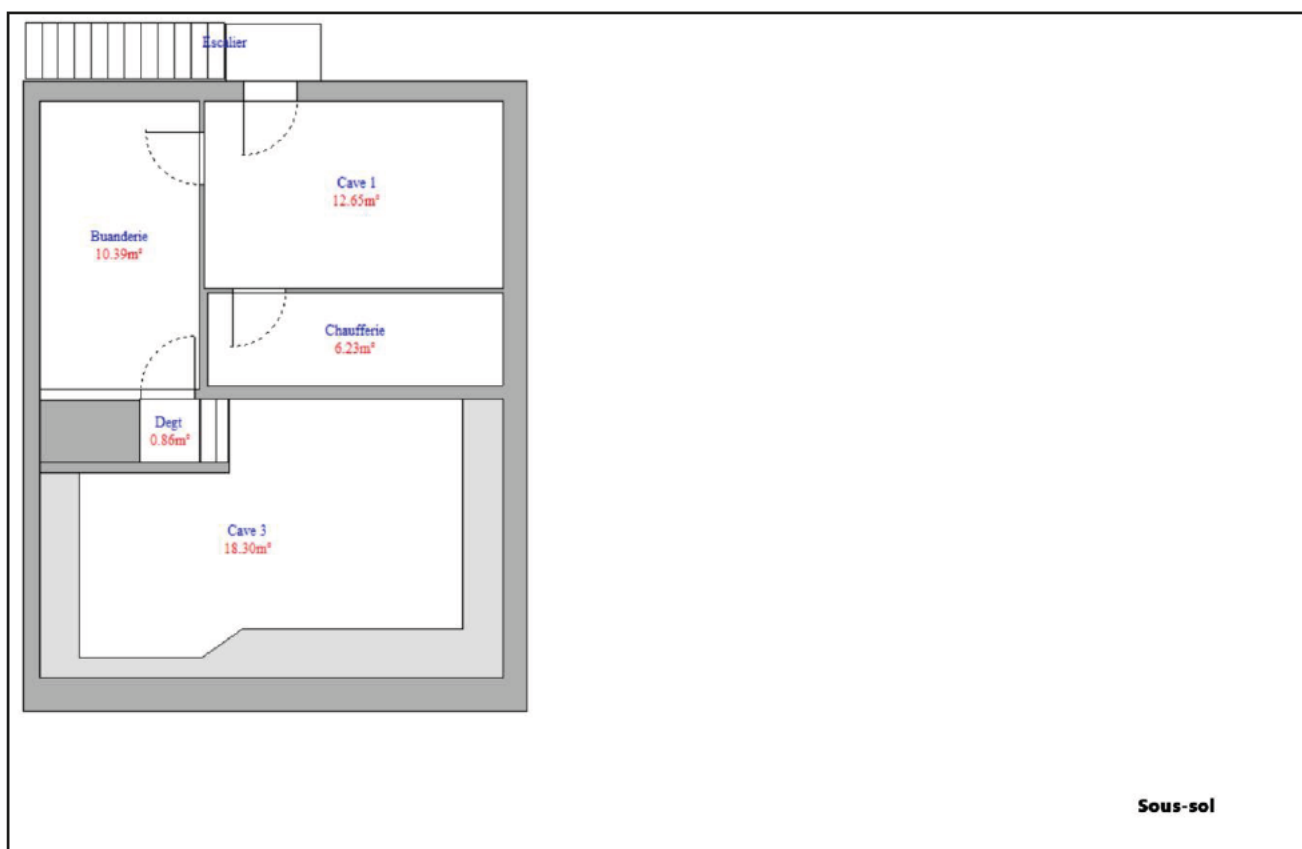 Escalier
Cave 1
12.65m²
Buanderie
10.39m²
Chaufferie
6.23m²
Degt
0.86m²
Cave 3
18.30m²
Sous-sol